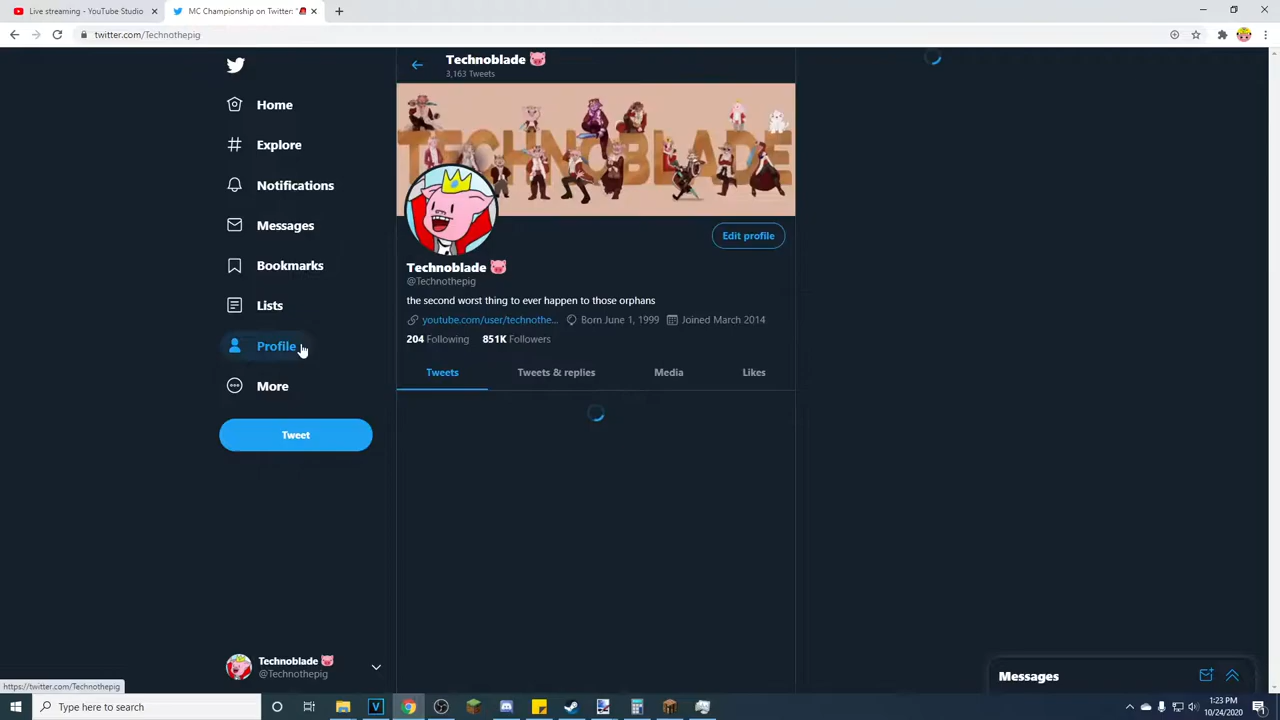 Live streaming - YouTube Studio
MC Championship on Twitter: "
twitter.com/Technothepig
Technoblade
3,163 Tweets
Home
Explore
Notifications
Messages
Bookmarks
Lists
Profile
More
Tweet
TECHNOBLADE
Edit profile
Technoblade
@Technothepig
the second worst thing to ever happen to those orphans
youtube.com/user/technothe... Born June 1, 1999 Joined March 2014
204 Following 851K Followers
Tweets Tweets & replies Media Likes
Technoblade
@Technothepig
Messages
https://twitter.com/Technothepig
Type here to search
1:23 PM
10/24/2020